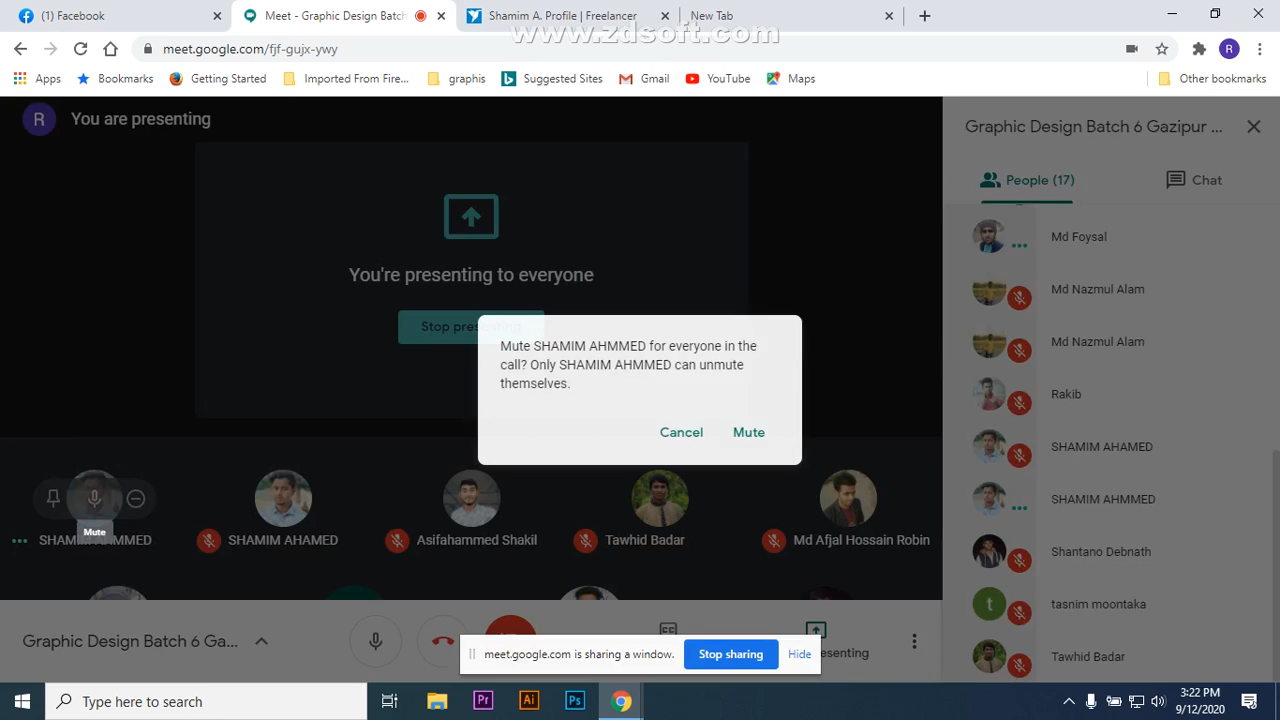 (1) Facebook
Meet - Graphic Design Batch
Shamim A. Profile | Freelancer
New Tab
www.zdsoft.com
meet.google.com/fjf-gujx-ywy
R
Apps
Bookmarks
Getting Started
Imported From Fire...
graphis
Suggested Sites
Gmail
YouTube
Maps
Other bookmarks
R
You are presenting
Graphic Design Batch 6 Gazipur ...
People (17)
Chat
You're presenting to everyone
Stop presenting
Mute SHAMIM AHMMED for everyone in the
call? Only SHAMIM AHMMED can unmute
themselves.
Cancel
Mute
Md Foysal
Md Nazmul Alam
Md Nazmul Alam
Rakib
SHAMIM AHAMED
SHAMIM AHMMED
Shantano Debnath
t
tasnim moontaka
Tawhid Badar
Mute
SHAMIM AHMMED
SHAMIM AHAMED
Asifahammed Shakil
Tawhid Badar
Md Afjal Hossain Robin
Graphic Design Batch 6 Ga...
meet.google.com is sharing a window.
Stop sharing
Hide
esenting
Type here to search
Pr
Ai
Ps
3:22 PM
9/12/2020